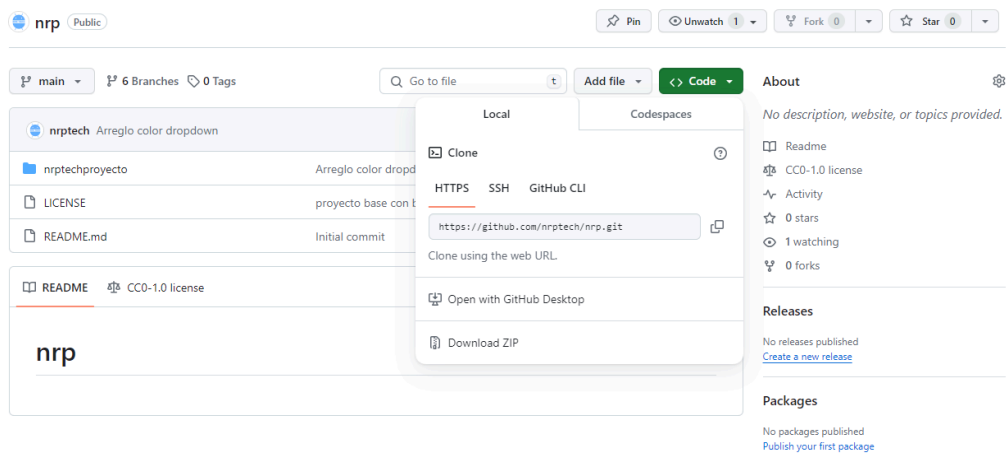 nrp Public
Pin Unwatch 1 Fork 0 Star 0
main 6 Branches 0 Tags Go to file t Add file Code
nrptech Arreglo color dropdown
nrptechproyecto Arreglo color dropd
LICENSE proyecto base con b
README.md Initial commit
README CC0-1.0 license
nrp
Local Codespaces
Clone
HTTPS SSH GitHub CLI
https://github.com/nrptech/nrp.git
Clone using the web URL.
Open with GitHub Desktop
Download ZIP
About
No description, website, or topics provided.
Readme
CC0-1.0 license
Activity
0 stars
1 watching
0 forks
Releases
No releases published
Create a new release
Packages
No packages published
Publish your first package